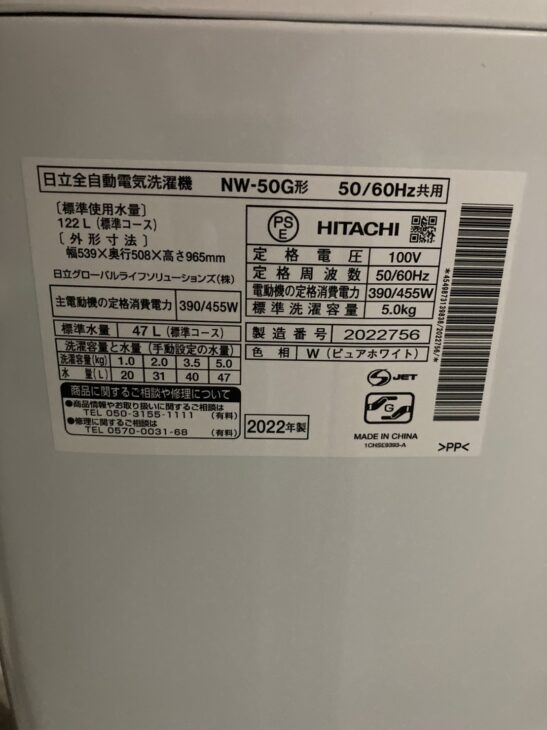 日立全自動電気洗濯機 NW-50G形 50/60Hz共用
〔標準使用水量〕
122 L (標準コース)
〔外形寸法〕
幅539×奥行508×高さ965mm
日立グローバルライフソリューションズ(株)
主電動機の定格消費電力 390/455W
標準水量 47 L (標準コース)
洗濯容量と水量 (手動設定の水量)
洗濯容量(kg) 1.0 2.0 3.5 5.0
水 量(L) 20 31 40 47
商品に関するご相談や修理について
●商品情報やお取り扱いに関するご相談
TEL 050-3155-1111 (有料)
●修理に関するご相談
TEL 0570-0031-68 (有料)
PS
E
HITACHI
定格電圧 100V
定格周波数 50/60Hz
電動機の定格消費電力 390/455W
標準洗濯容量 5.0kg
製造番号 2022756
色相 W (ピュアホワイト)
S JET
G
2022年製
MADE IN CHINA
1CHSE9393-A
>PP<
*4549873139838/2022756/*